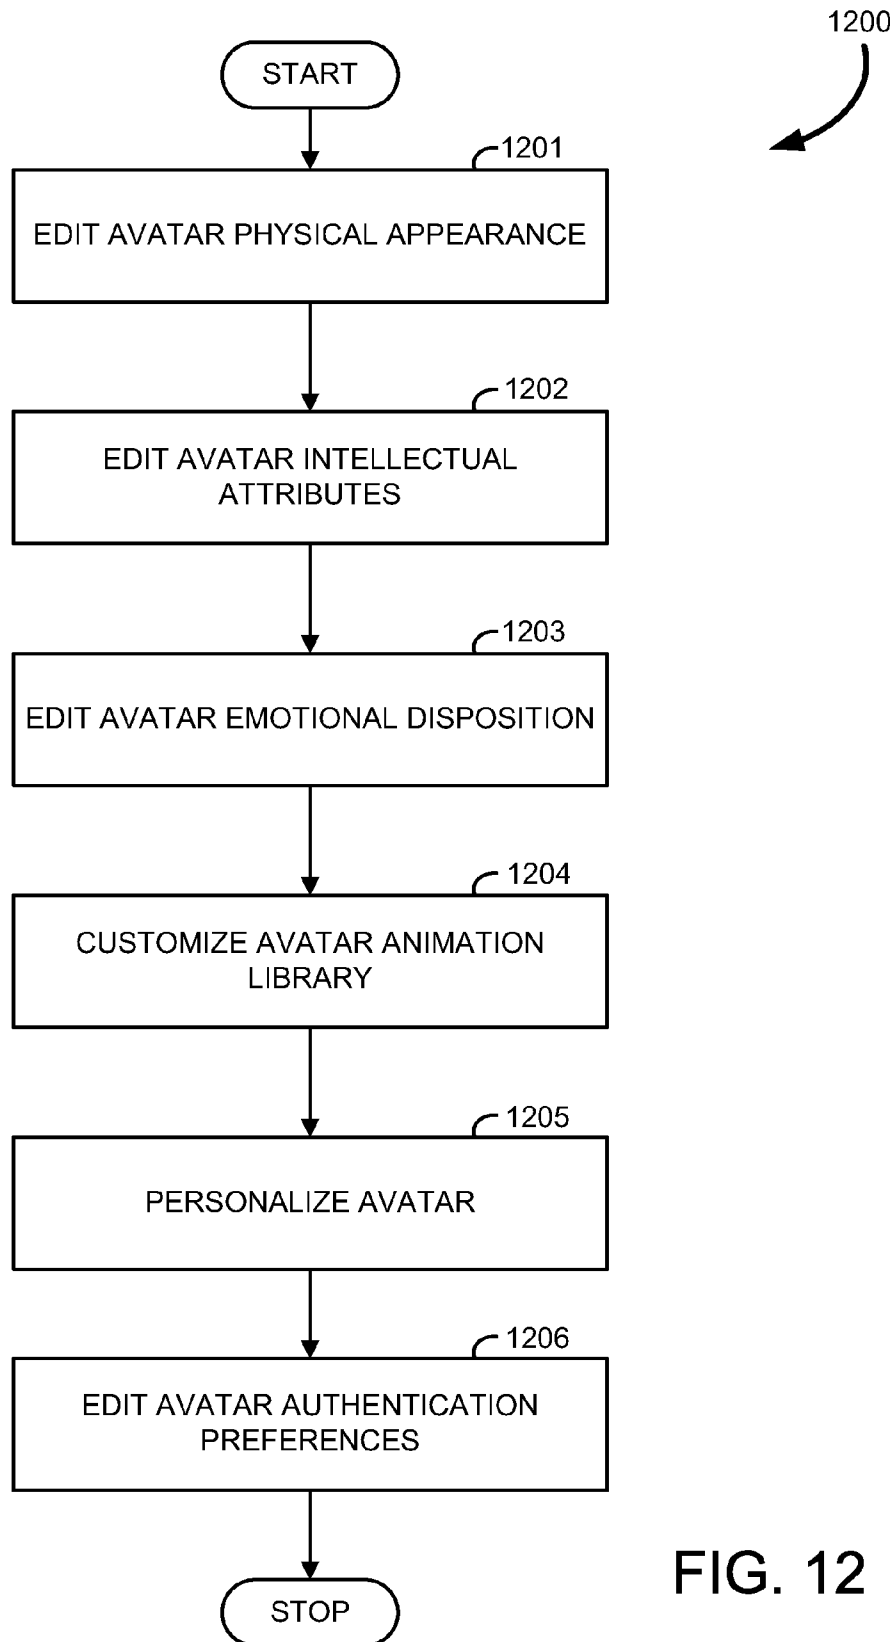 1200
START
1201
EDIT AVATAR PHYSICAL APPEARANCE
1202
EDIT AVATAR INTELLECTUAL
ATTRIBUTES
1203
EDIT AVATAR EMOTIONAL DISPOSITION
1204
CUSTOMIZE AVATAR ANIMATION
LIBRARY
1205
PERSONALIZE AVATAR
1206
EDIT AVATAR AUTHENTICATION
PREFERENCES
STOP
FIG. 12